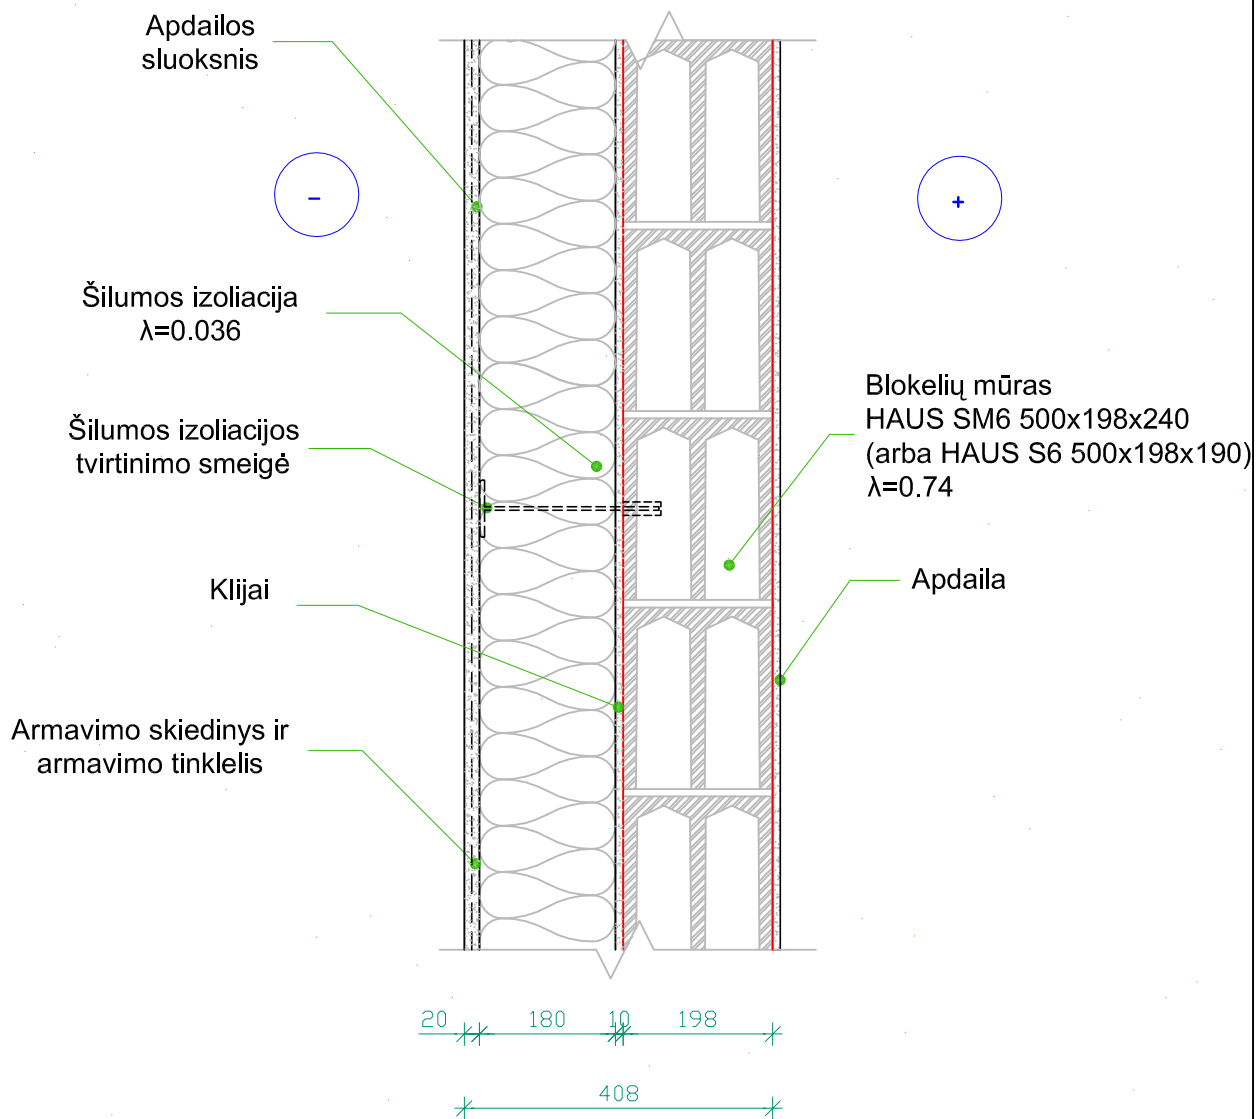 Apdailos
sluoksnis
-
+
Šilumos izoliacija
λ=0.036
Blokelių mūras
HAUS SM6 500x198x240
(arba HAUS S6 500x198x190)
λ=0.74
Šilumos izoliacijos
tvirtinimo smeigė
Klijai
Apdaila
Armavimo skiedinys ir
armavimo tinklelis
20 180 10 198
408